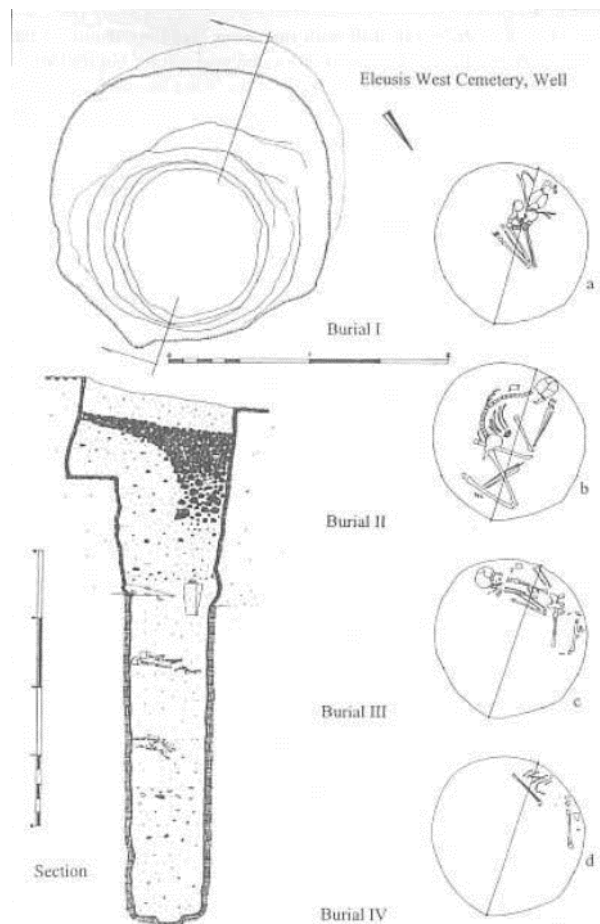 Eleusis West Cemetery, Well
a
Burial I
b
Burial II
c
Burial III
d
Section
Burial IV